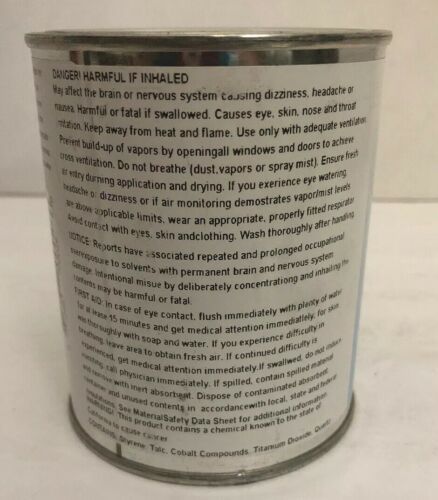 DANGER! HARMFUL IF INHALED
May affect the brain or nervous system causing dizziness, headache or
nausea. Harmful or fatal if swallowed. Causes eye, skin, nose and throat
irritation. Keep away from heat and flame. Use only with adequate ventilation.
Prevent build-up of vapors by openingall windows and doors to achieve
cross ventilation. Do not breathe (dust.vapors or spray mist). Ensure fresh
air entry durning application and drying. If you exerience eye watering,
headache or dizziness or if air monitoring demostrates vapor/mist levels
are above applicable limits, wear an appropriate, properly fitted respirator
Avoid contact with eyes, skin andclothing. Wash thoroughly after handling.
NOTICE: Reports have associated repeated and prolonged occupational
overexposure to solvents with permanent brain and nervous system
damage. Intentional misue by deliberately concentrationg and inhailing the
contents may be harmful or fatal.
FIRST AID: In case of eye contact, flush immediately with plenty of water
for at lease 15 minutes and get medical attention immediatlely, for skin
was thoroughly with soap and water. If you experience difficulty in
breathing, leave area to obtain fresh air. If continued difficulty is
experienced, get medical attention immediately.If swallwed, do not induce
vomiting, call physician immediately. If spilled, contain spilled material
and remove with inert absorbent. Dispose of contaminated absorbent
container and unused contents in accordancewith local, state and federal
regulations. See MaterialSafety Data Sheet for additional information
WARNING: This product contains a chemical known to the state of
California to cause cancer
CONTAINS: Styrene, Talc, Cobalt Compounds, Titanium Dioxide, Quartz